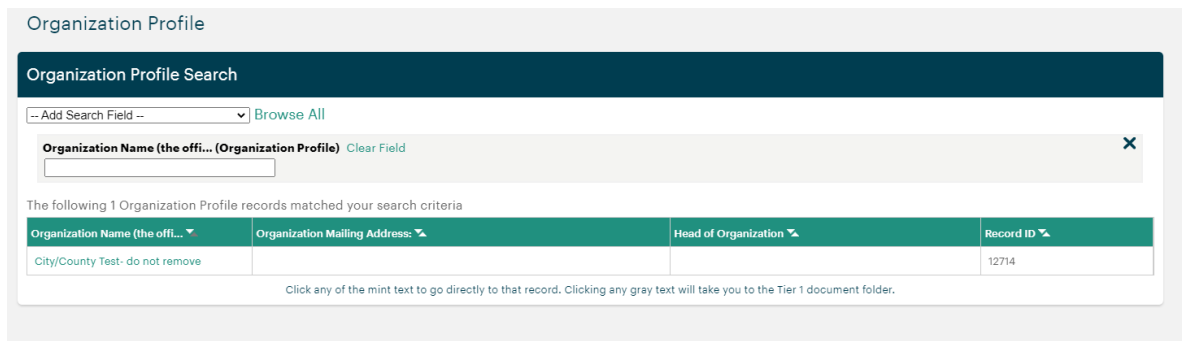 Organization Profile
Organization Profile Search
-- Add Search Field -- Browse All
Organization Name (the offi... (Organization Profile) Clear Field
The following 1 Organization Profile records matched your search criteria
Organization Name (the offi... Organization Mailing Address: Head of Organization Record ID
City/County Test- do not remove 12714
Click any of the mint text to go directly to that record. Clicking any gray text will take you to the Tier 1 document folder.